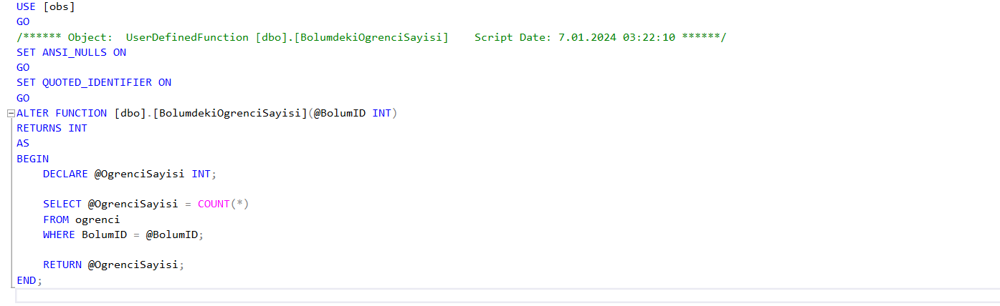 USE [obs]
GO
/****** Object:  UserDefinedFunction [dbo].[BolumdekiOgrenciSayisi]    Script Date: 7.01.2024 03:22:10 ******/
SET ANSI_NULLS ON
GO
SET QUOTED_IDENTIFIER ON
GO
ALTER FUNCTION [dbo].[BolumdekiOgrenciSayisi](@BolumID INT)
RETURNS INT
AS
BEGIN
    DECLARE @OgrenciSayisi INT;
    SELECT @OgrenciSayisi = COUNT(*)
    FROM ogrenci
    WHERE BolumID = @BolumID;
    RETURN @OgrenciSayisi;
END;